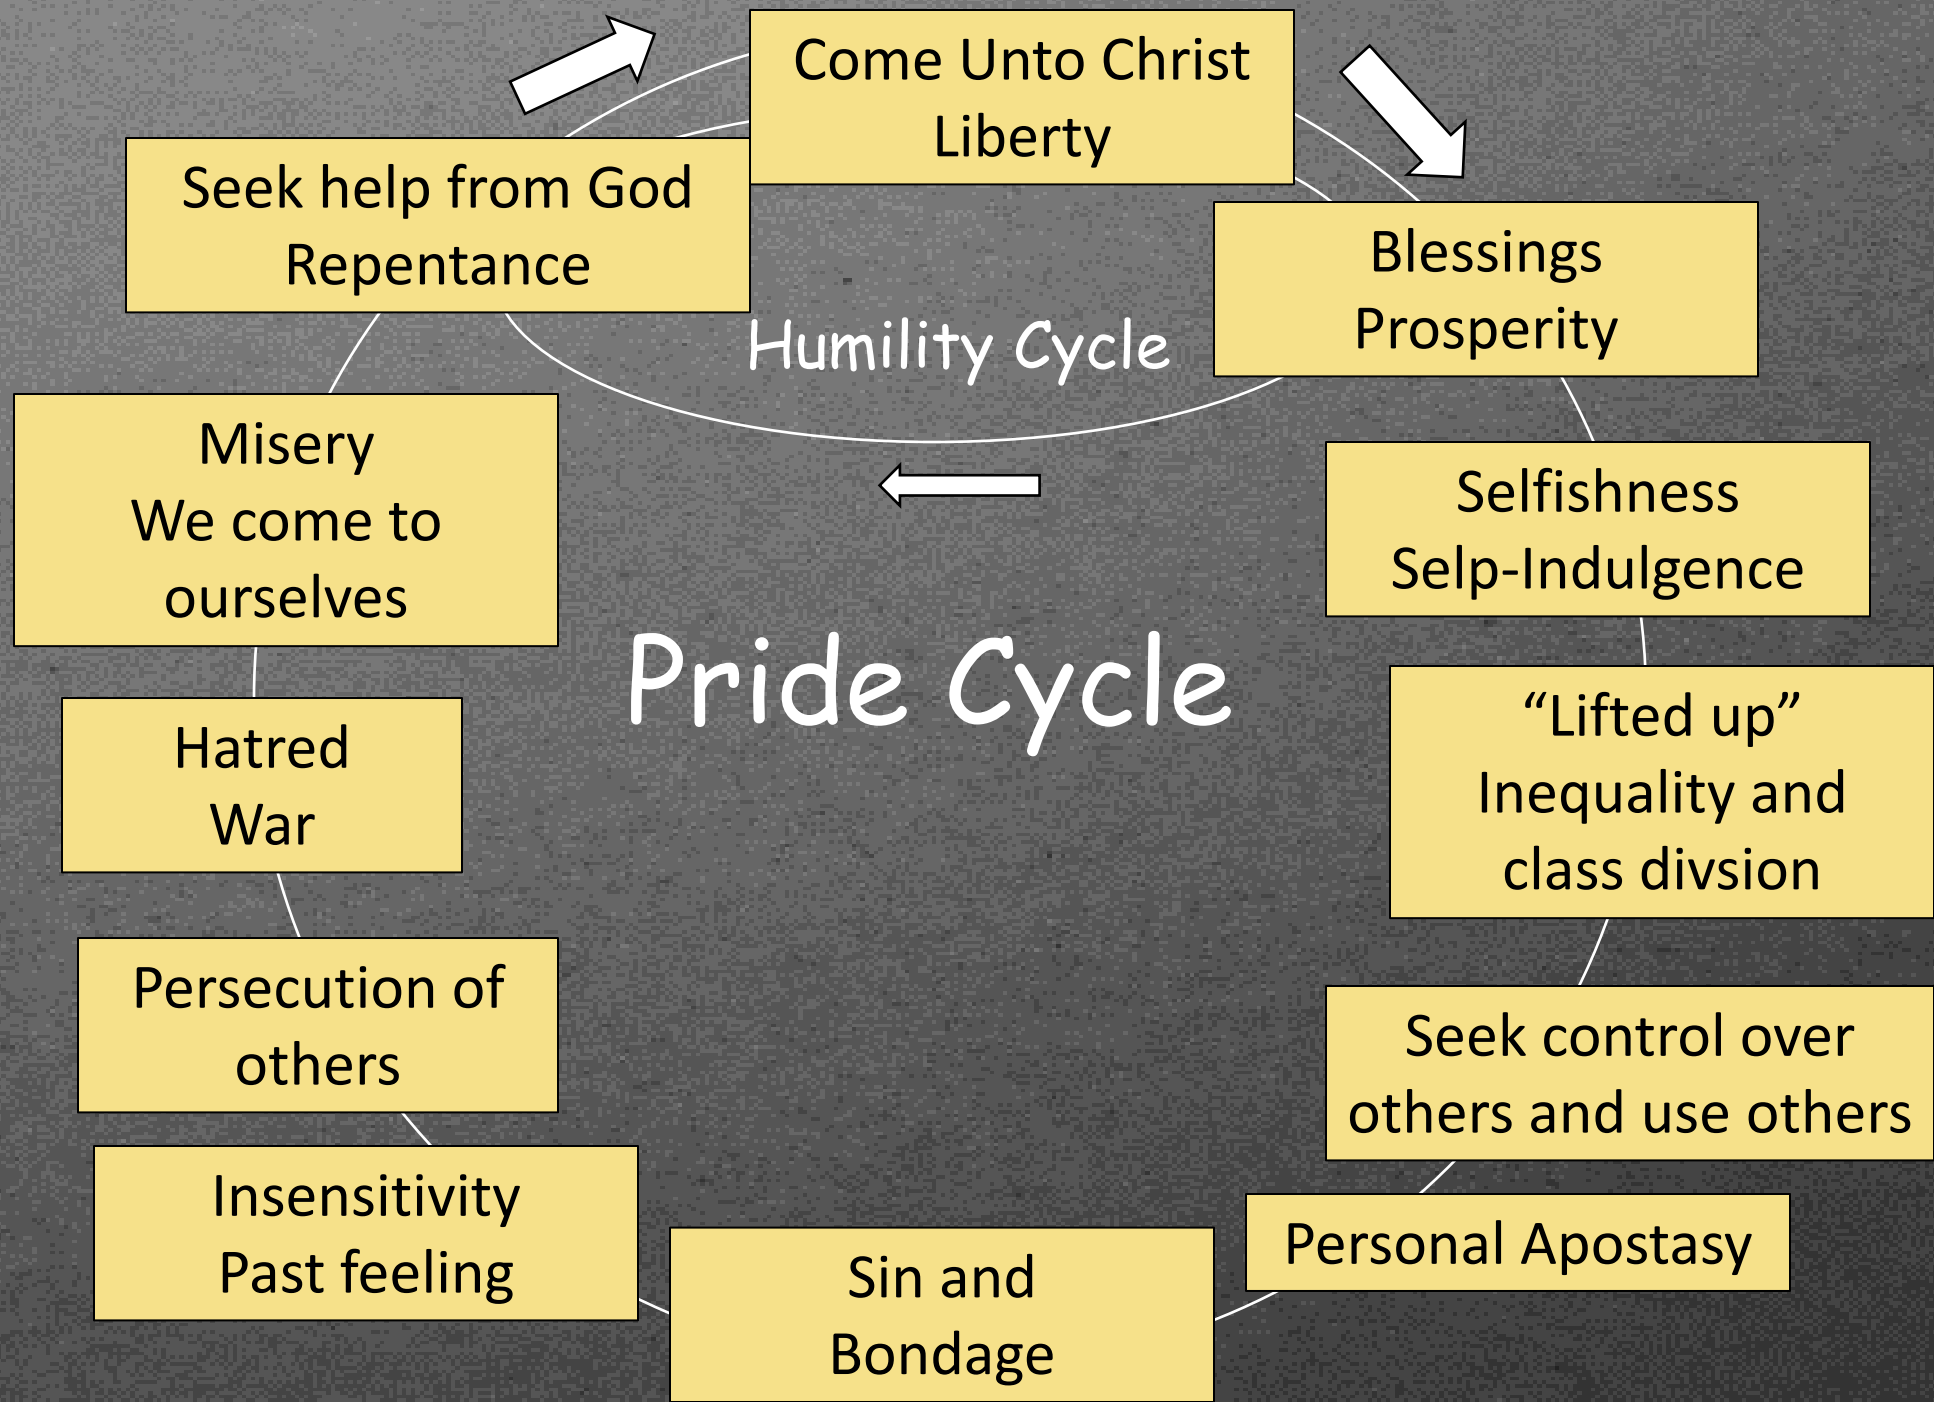 Come Unto Christ
Liberty
Seek help from God
Repentance
Blessings
Prosperity
Humility Cycle
Misery
We come to
ourselves
Selfishness
Selp-Indulgence
Pride Cycle
“Lifted up”
Inequality and
class divsion
Hatred
War
Persecution of
others
Seek control over
others and use others
Insensitivity
Past feeling
Personal Apostasy
Sin and
Bondage